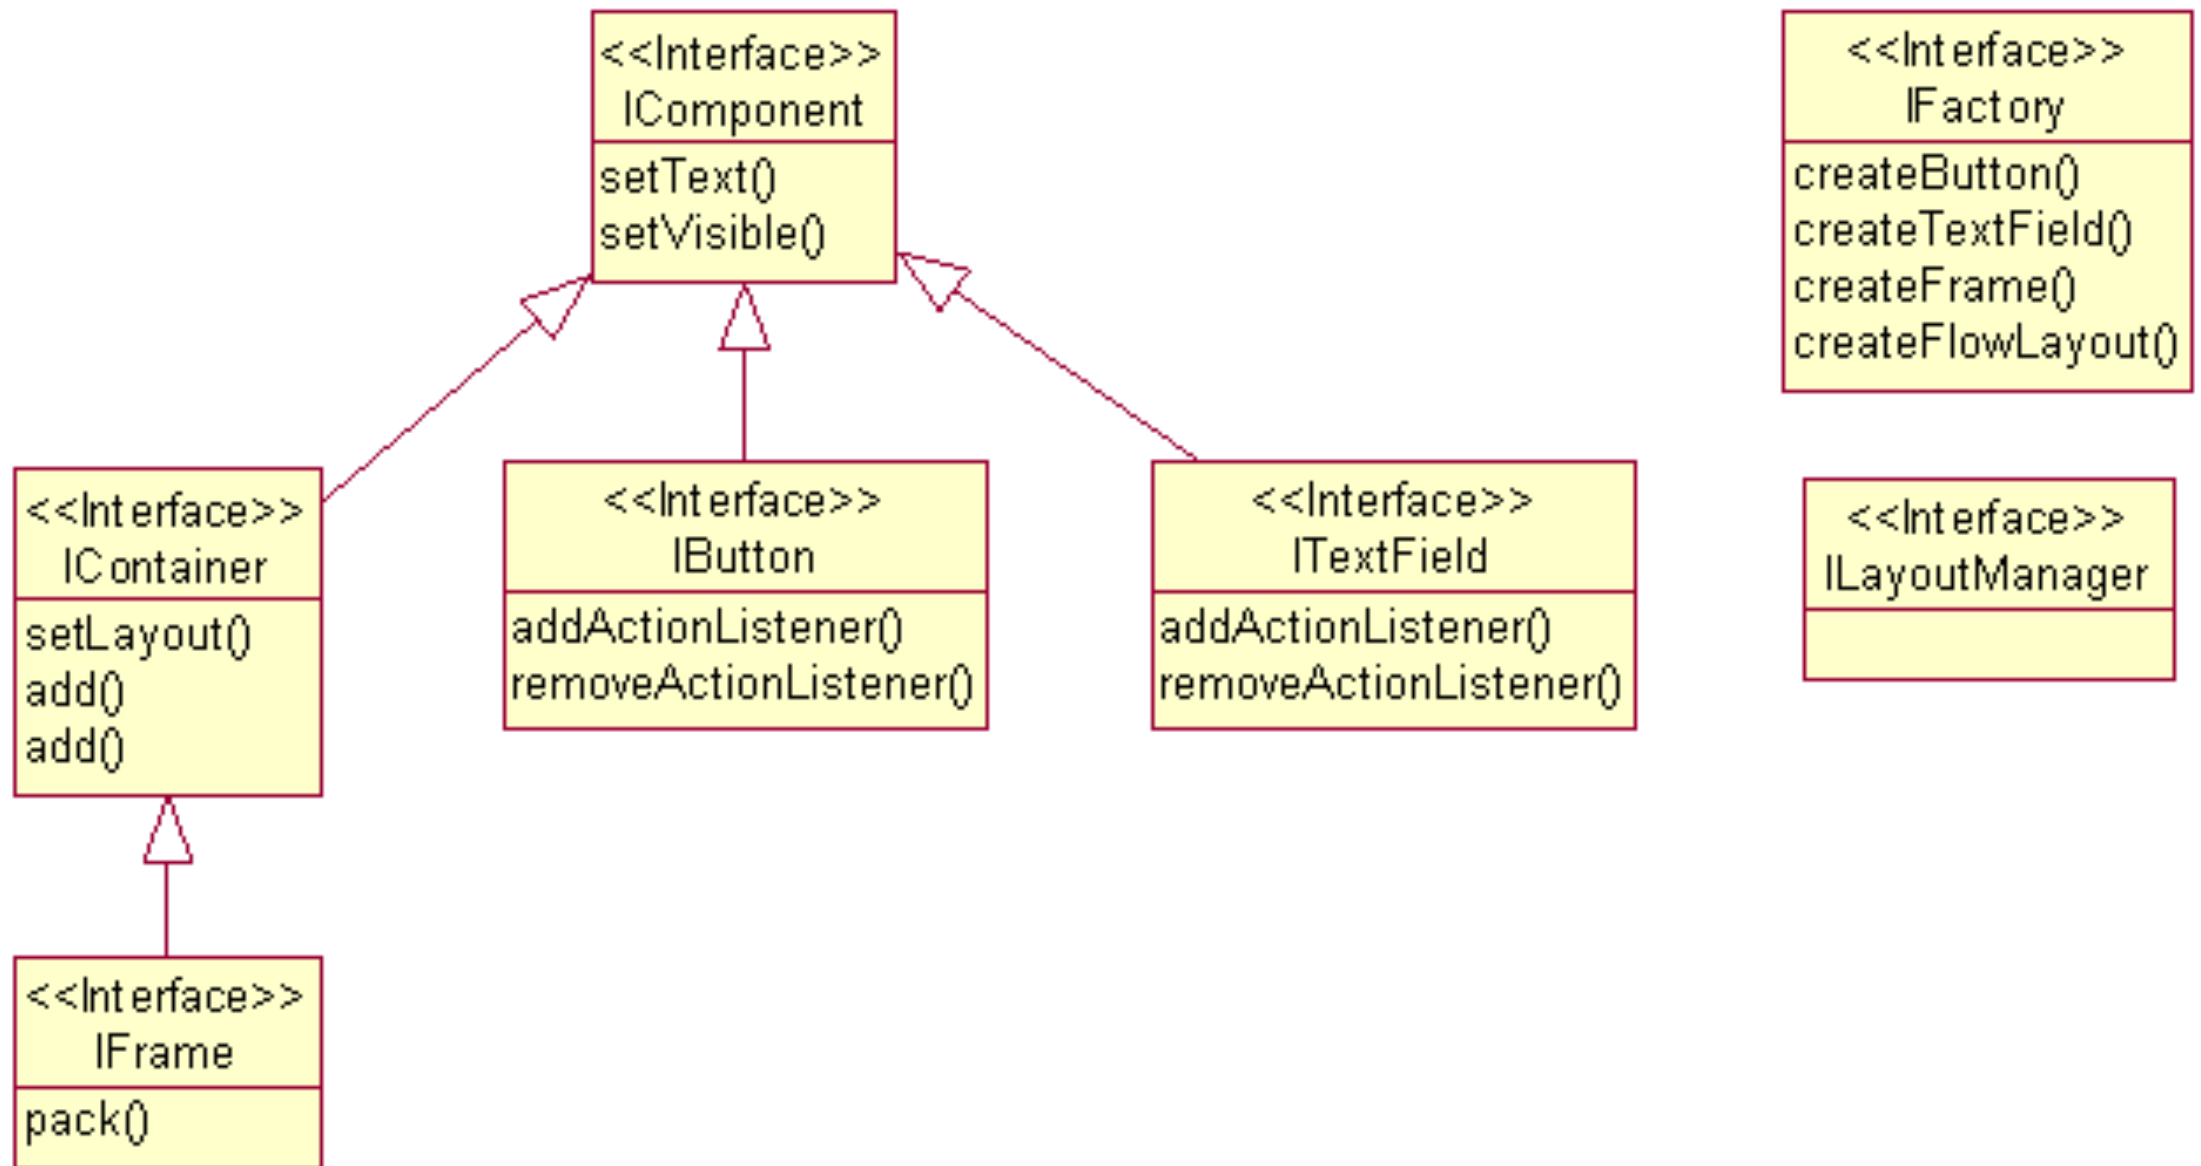 <<Interface>>
IComponent
setText()
setVisible()
<<Interface>>
IFactory
createButton()
createTextField()
createFrame()
createFlowLayout()
<<Interface>>
IContainer
setLayout()
add()
add()
<<Interface>>
IButton
addActionListener()
removeActionListener()
<<Interface>>
ITextField
addActionListener()
removeActionListener()
<<Interface>>
ILayoutManager
<<Interface>>
IFrame
pack()